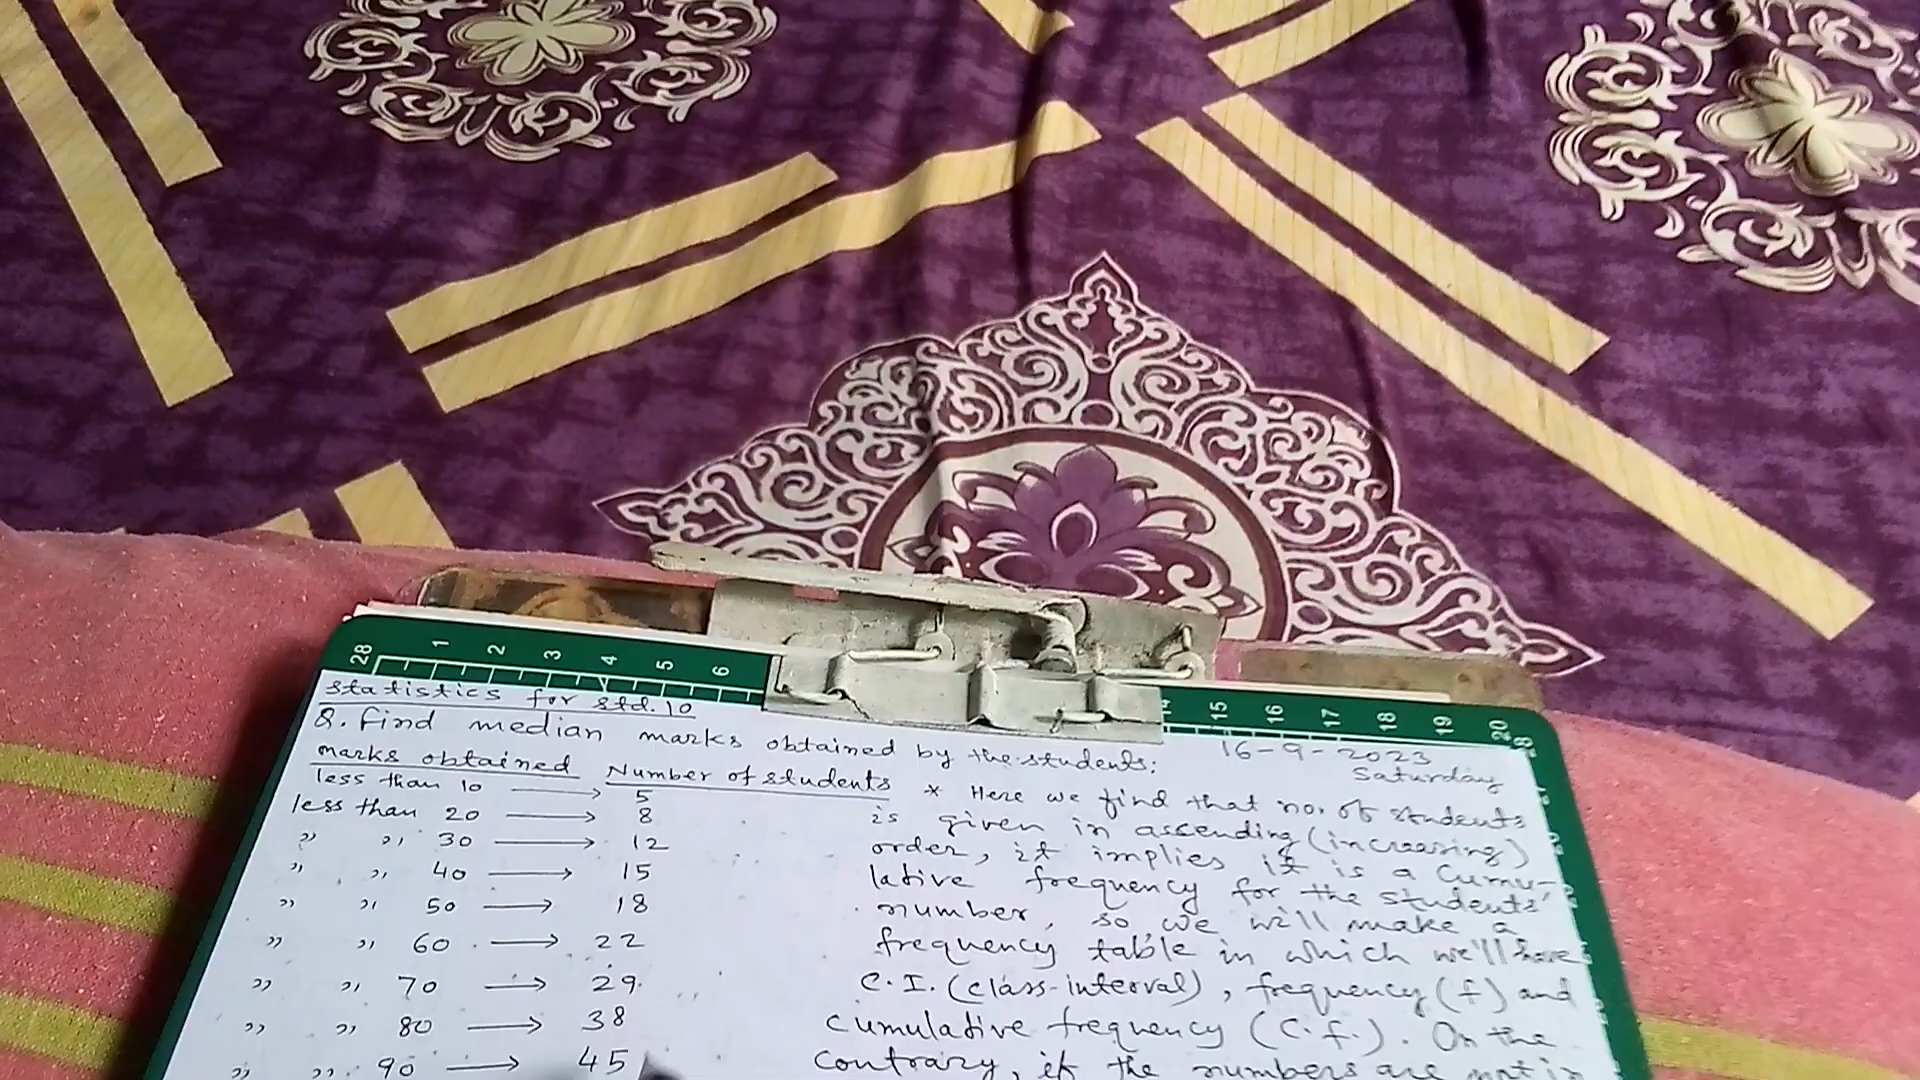 28 1 2 3 4 5 6 14 15 16 17 18 19 20 28
statistics for std.10
Q. Find median marks obtained by the students:
16-9-2023
Saturday
marks obtained Number of students
less than 10 → 5
less than 20 → 8
" " 30 → 12
" " 40 → 15
" " 50 → 18
" " 60 → 22
" " 70 → 29
" " 80 → 38
" " 90 → 45
* Here we find that no. of students
is given in ascending (increasing)
order, it implies it is a cumu-
lative frequency for the students'
number, so we will make a
frequency table in which we'll have
C.I. (class-interval), frequency (f) and
cumulative frequency (C.f.). On the
contrary, if the numbers are not in